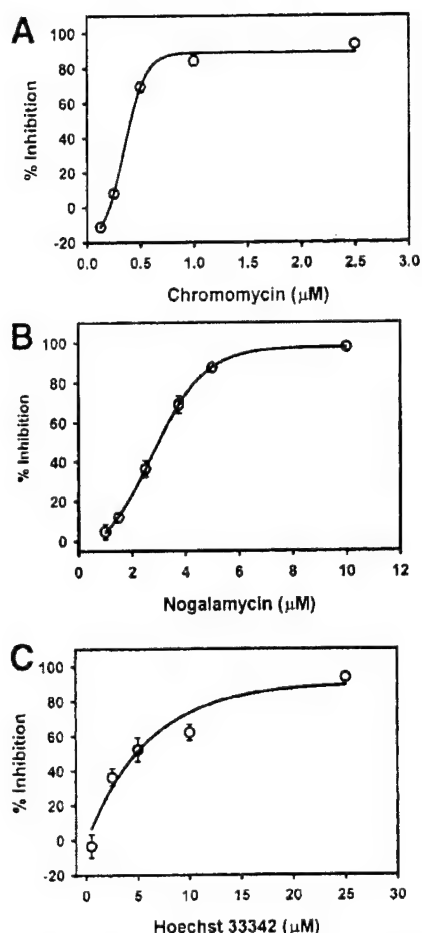 A
100
80
60
40
20
0
-20
% Inhibition
0.0 0.5 1.0 1.5 2.0 2.5 3.0
Chromomycin (µM)
B
100
80
60
40
20
0
% Inhibition
0 2 4 6 8 10 12
Nogalamycin (µM)
C
100
80
60
40
20
0
-20
% Inhibition
0 5 10 15 20 25 30
Hoechst 33342 (µM)